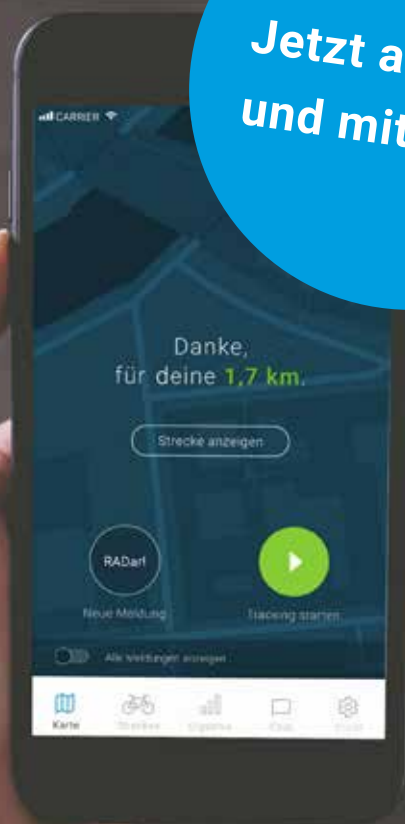 Jetzt a
und mit
CARRIER
Danke,
für deine 1,7 km.
Strecke anzeigen
RADar!
Neue Meldung
Tracking starten
Alle Meldungen anzeigen
Karte